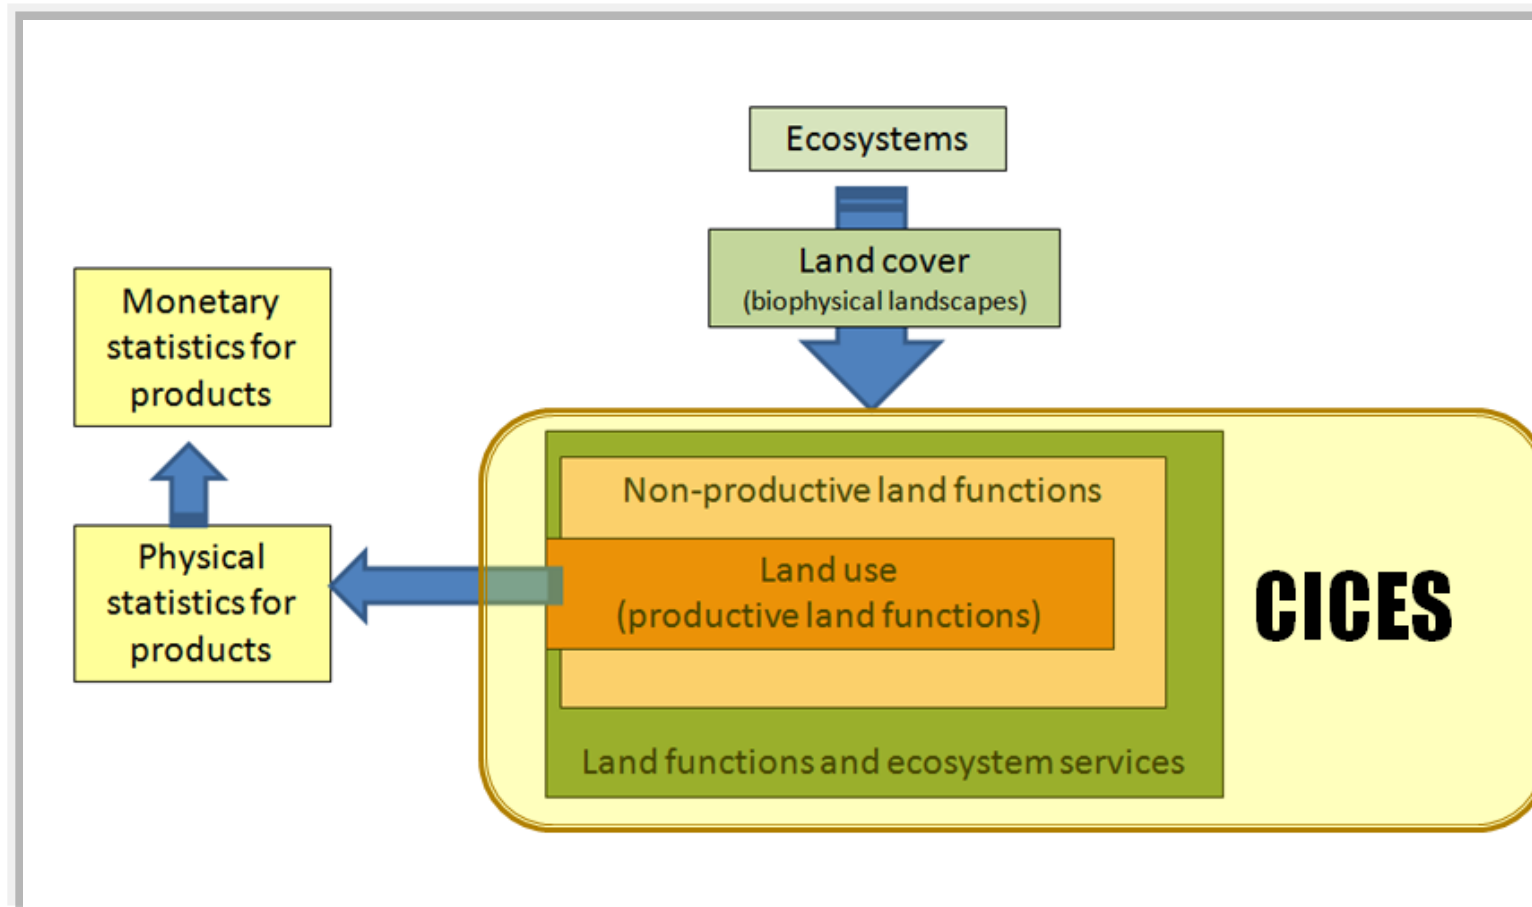 Ecosystems
Land cover
(biophysical landscapes)
Monetary
statistics for
products
Physical
statistics for
products
Non-productive land functions
Land use
(productive land functions)
Land functions and ecosystem services
CICES